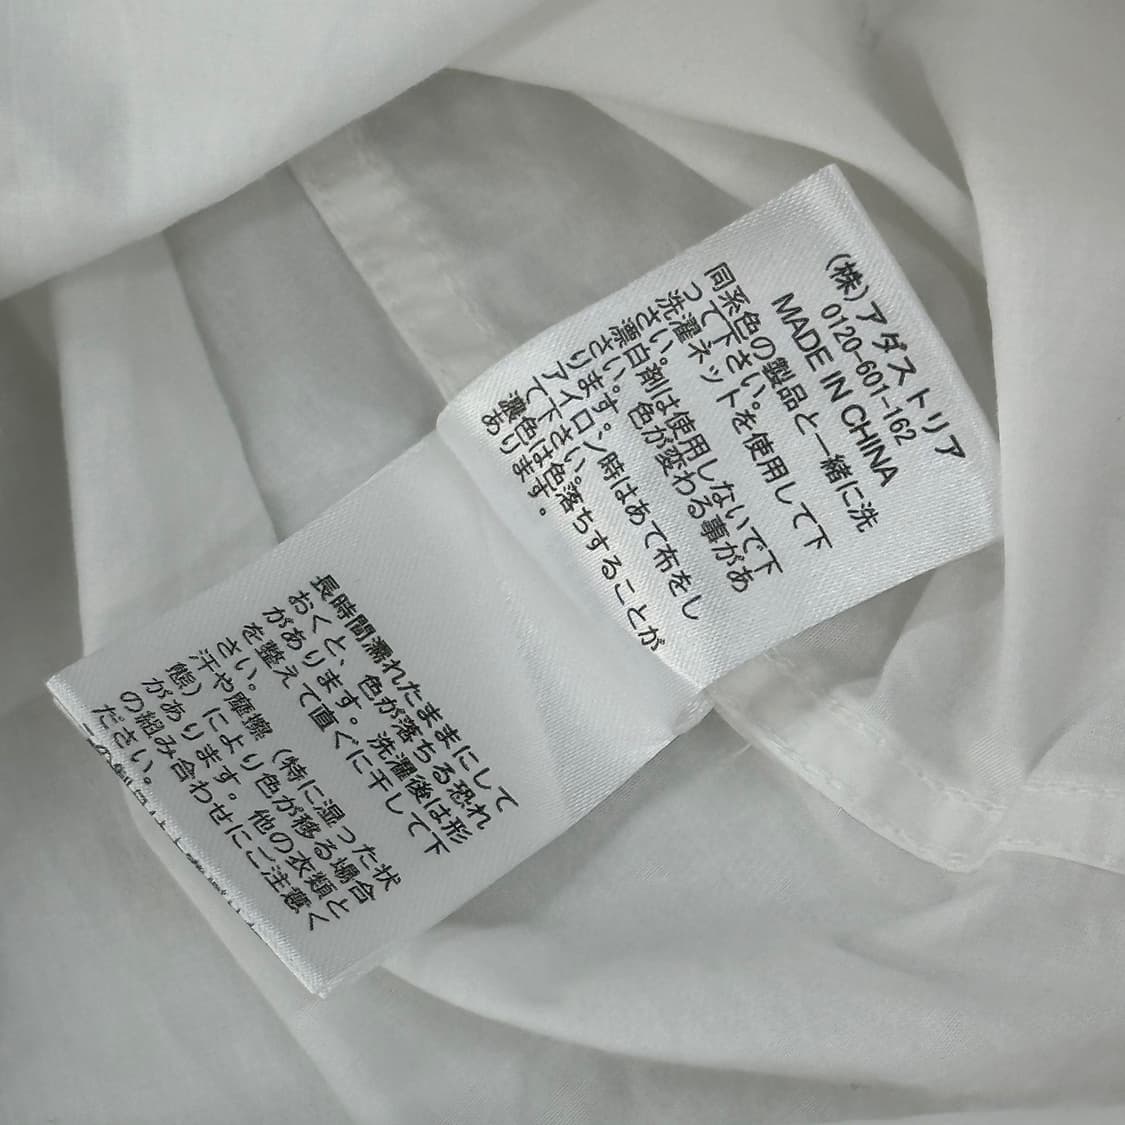 (株)アダストリア
0120-601-162
MADE IN CHINA
同系色の製品と一緒に洗
って下さい。
洗濯ネットを使用して下
さい。
漂白剤は使用しないで下
さい。色が変わる事があ
ります。
アイロン時はあて布をし
て下さい。
濃色は色落ちすることが
あります。
長時間濡れたままにして
おくと、色が落ちる恐れ
があります。洗濯後は形
を整えて直ぐに干して下
さい。
汗や摩擦（特に湿った状
態）により色が移る場合
があります。他の衣類と
の組み合わせにご注意く
ださい。